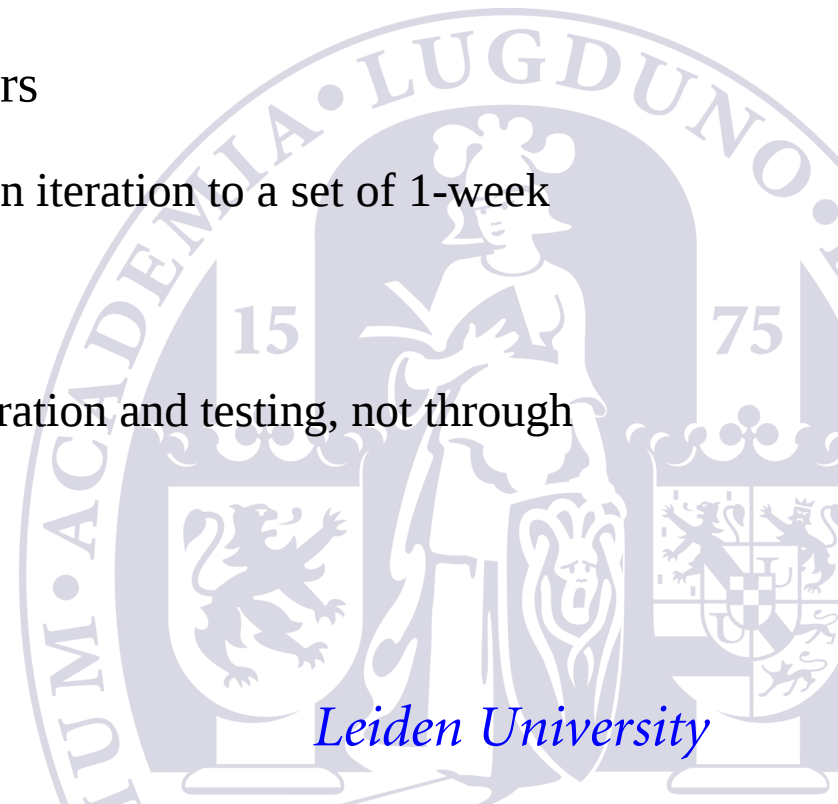 rs
n iteration to a set of 1-week
ration and testing, not through
Leiden University
ACADEMIA • LUGDUNO
15 75